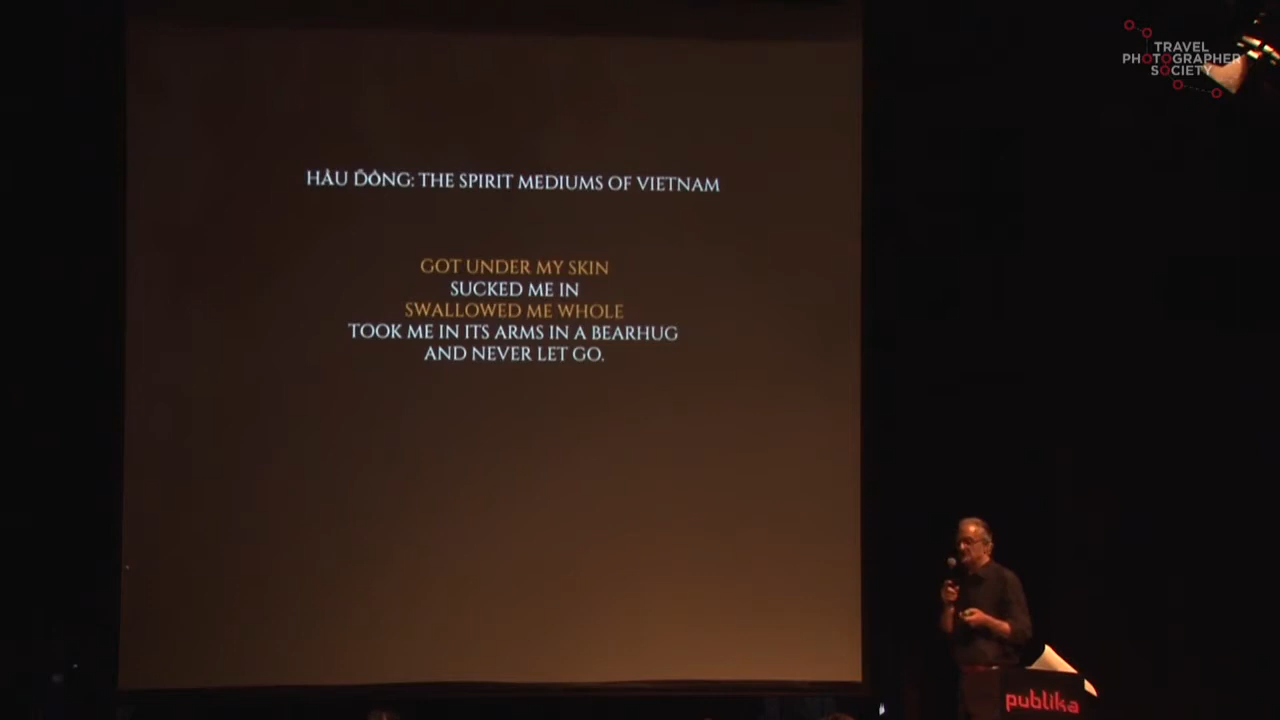 TRAVEL
PHOTOGRAPHER
SOCIETY
HẦU ĐỒNG: THE SPIRIT MEDIUMS OF VIETNAM
GOT UNDER MY SKIN
SUCKED ME IN
SWALLOWED ME WHOLE
TOOK ME IN ITS ARMS IN A BEARHUG
AND NEVER LET GO.
publika